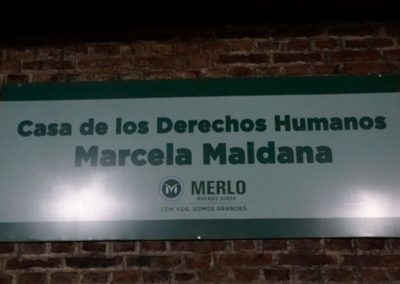 Casa de los Derechos Humanos
Marcela Maldana
M MERLO
BUENOS AIRES
CON VOS, SOMOS GRANDES.